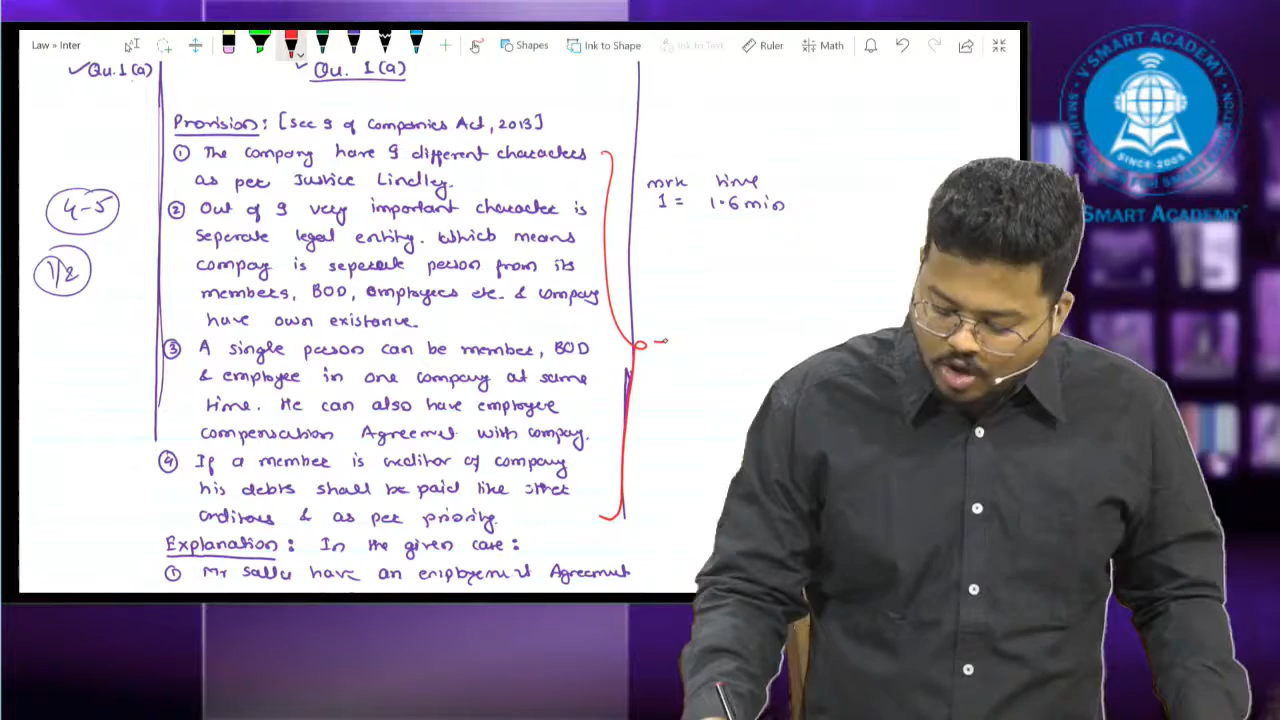 Law » Inter
Shapes
Ink to Shape
Ink to Text
Ruler
Math
Qu.1(a)
Qu. 1(a)
Provision: [Sec 9 of Companies Act, 2013]
① The company have 9 different characters
as per Justice Lindley.
② Out of 9 very important character is
seperate legal entity. Which means
compay is seperate person from its
members, BOD, employees etc. & company
have own existance.
③ A single person can be member, BOD
& employee in one company at same
time. He can also have employee
compensation Agreement with compay.
④ If a member is creditor of company
his debts shall be paid like other
creditors & as per priority.
Explanation: In the given case:
① Mr Sallu have an employement Agreement
4-5
1/2
mrk time
1 = 1.6 min
V'SMART ACADEMY
SINCE-2005
V'Smart Academy